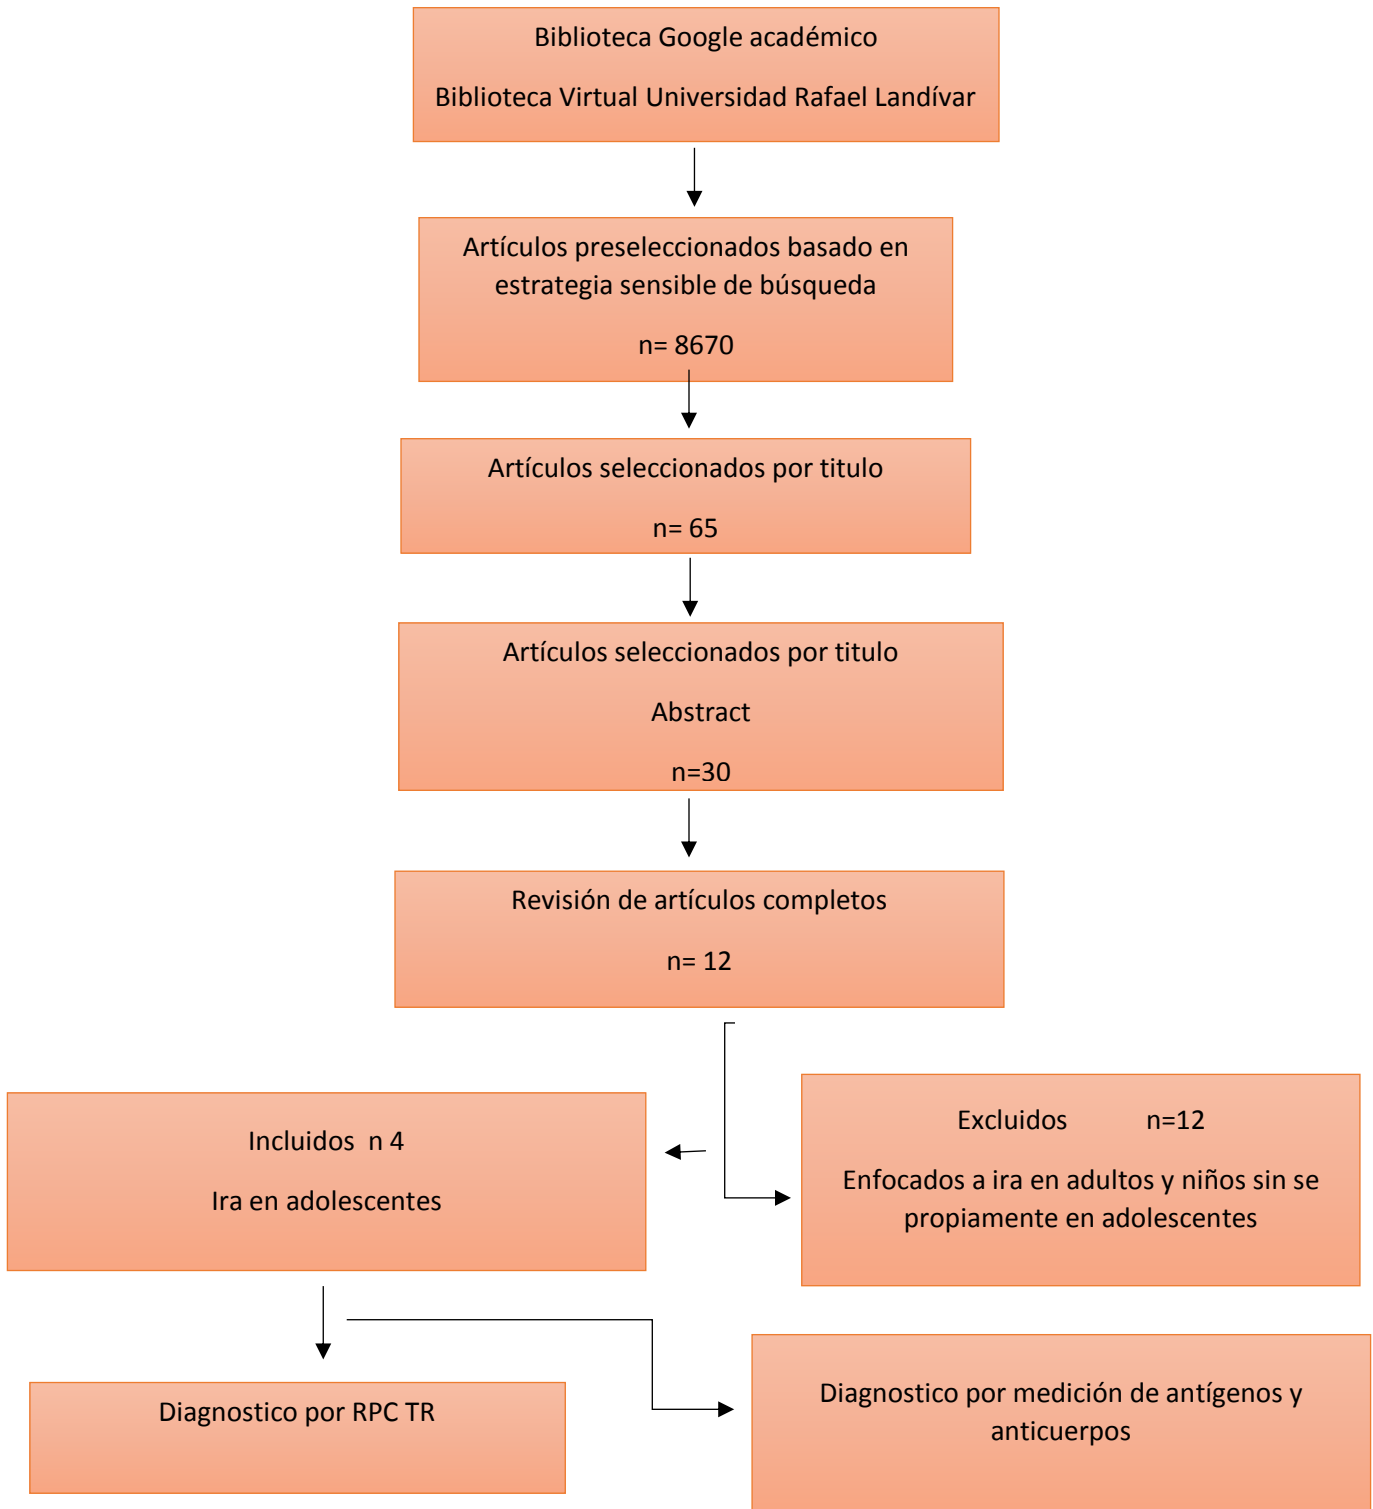 Biblioteca Google académico
Biblioteca Virtual Universidad Rafael Landívar
Artículos preseleccionados basado en
estrategia sensible de búsqueda
n= 8670
Artículos seleccionados por titulo
n= 65
Artículos seleccionados por titulo
Abstract
n=30
Revisión de artículos completos
n= 12
Incluidos n 4
Ira en adolescentes
Excluidos n=12
Enfocados a ira en adultos y niños sin se
propiamente en adolescentes
Diagnostico por RPC TR
Diagnostico por medición de antígenos y
anticuerpos